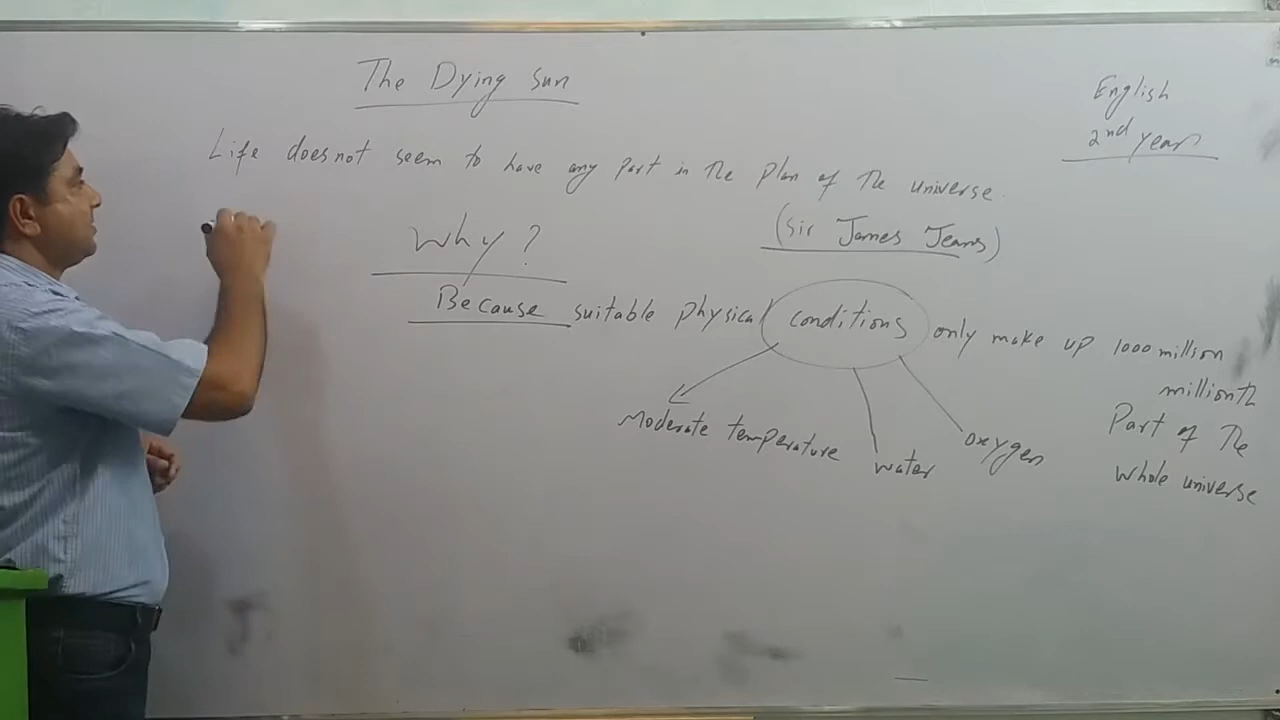 The Dying Sun
English
2nd year
Life doesnot seem to have any part in the plan of the universe.
(Sir James Jeans)
Why?
Because suitable physical conditions only make up 1000 million
millionth
Part of the
whole universe
Moderate temperature
water
oxygen